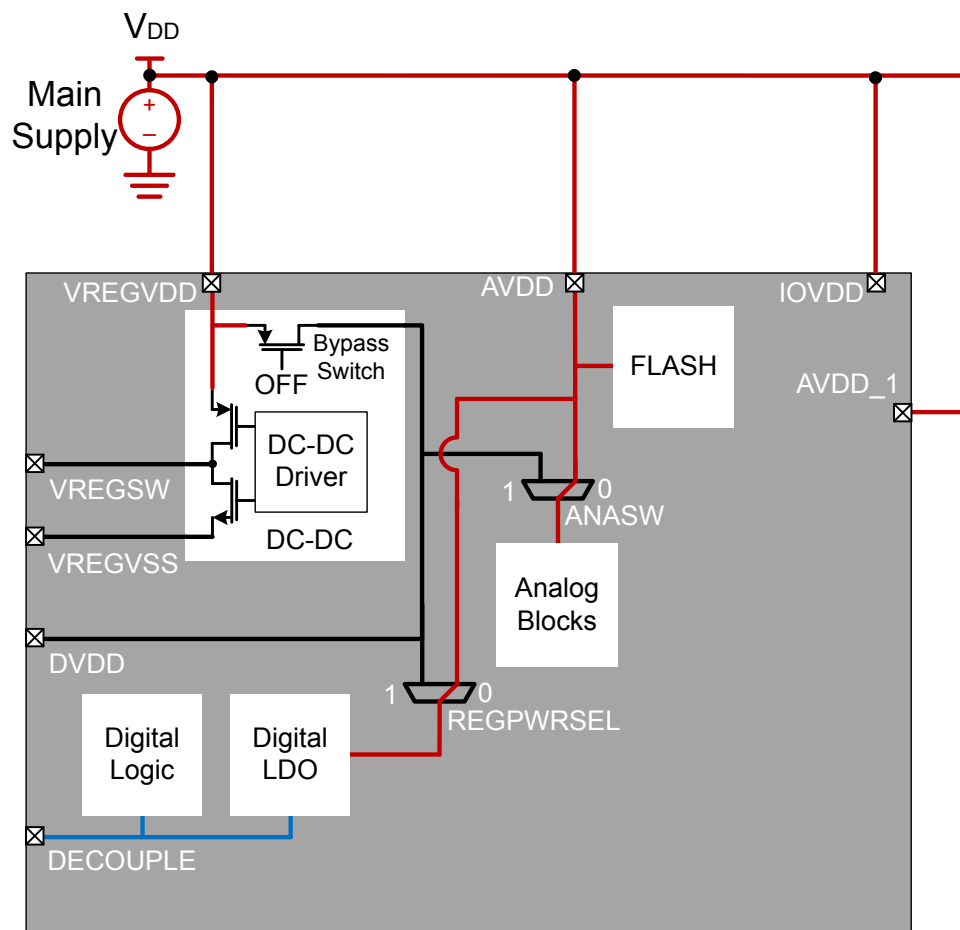 VDD
Main
Supply
+
–
VREGVDD
AVDD
IOVDD
Bypass
Switch
OFF
FLASH
AVDD_1
DC-DC
Driver
VREGSW
1
0
ANASW
DC-DC
VREGVSS
Analog
Blocks
DVDD
1
0
REGPWRSEL
Digital
Logic
Digital
LDO
DECOUPLE